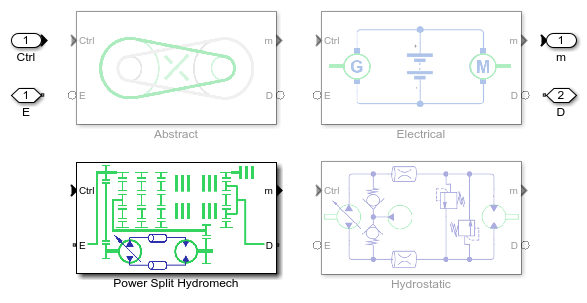 1
Ctrl
1
E
Ctrl
m
E
D
Abstract
Ctrl
m
G
M
E
D
Electrical
1
m
2
D
Ctrl
m
E
D
Power Split Hydromech
Ctrl
m
E
D
Hydrostatic